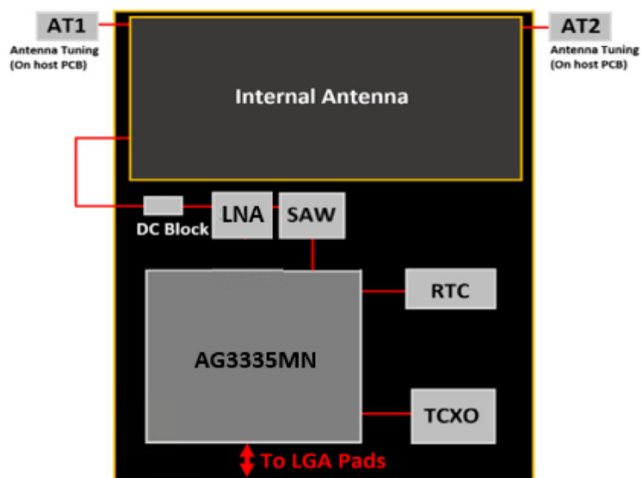 AT1
AT2
Antenna Tuning
(On host PCB)
Antenna Tuning
(On host PCB)
Internal Antenna
DC Block
LNA
SAW
RTC
AG3335MN
TCXO
To LGA Pads